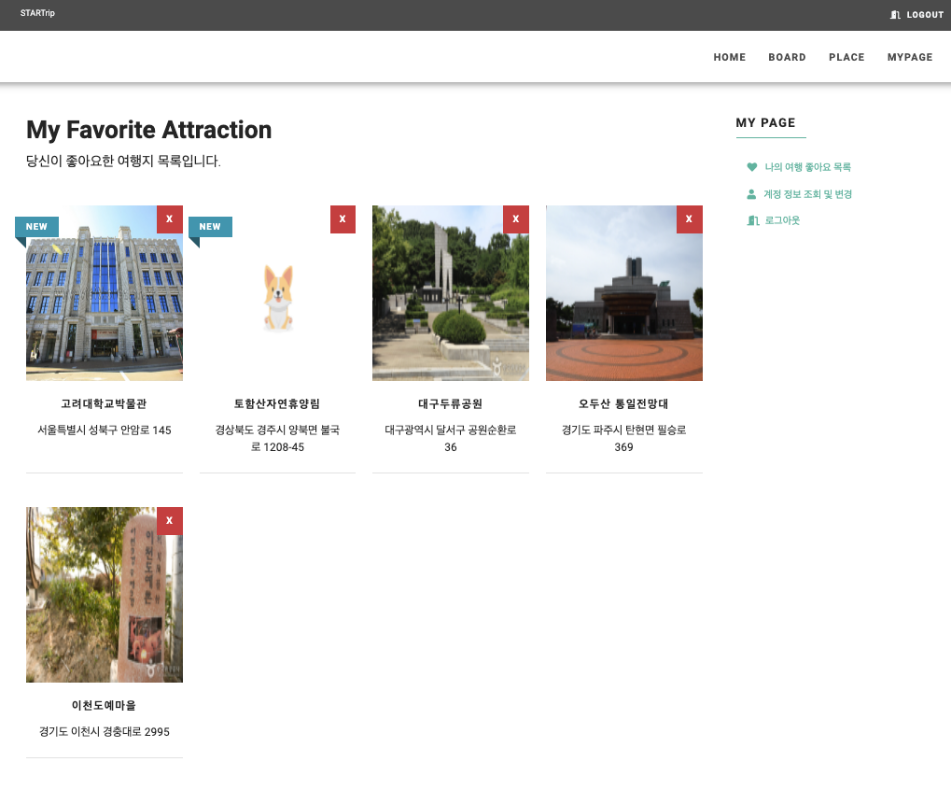 STARTrip
LOGOUT
HOME BOARD PLACE MYPAGE
My Favorite Attraction
당신이 좋아요한 여행지 목록입니다.
MY PAGE
나의 여행 좋아요 목록
계정 정보 조회 및 변경
로그아웃
NEW
X
고려대학교박물관
서울특별시 성북구 안암로 145
NEW
X
토함산자연휴양림
경상북도 경주시 양북면 불국
로 1208-45
X
대구두류공원
대구광역시 달서구 공원순환로
36
X
오두산 통일전망대
경기도 파주시 탄현면 필승로
369
X
이천도예촌
이천도예마을
경기도 이천시 경충대로 2995